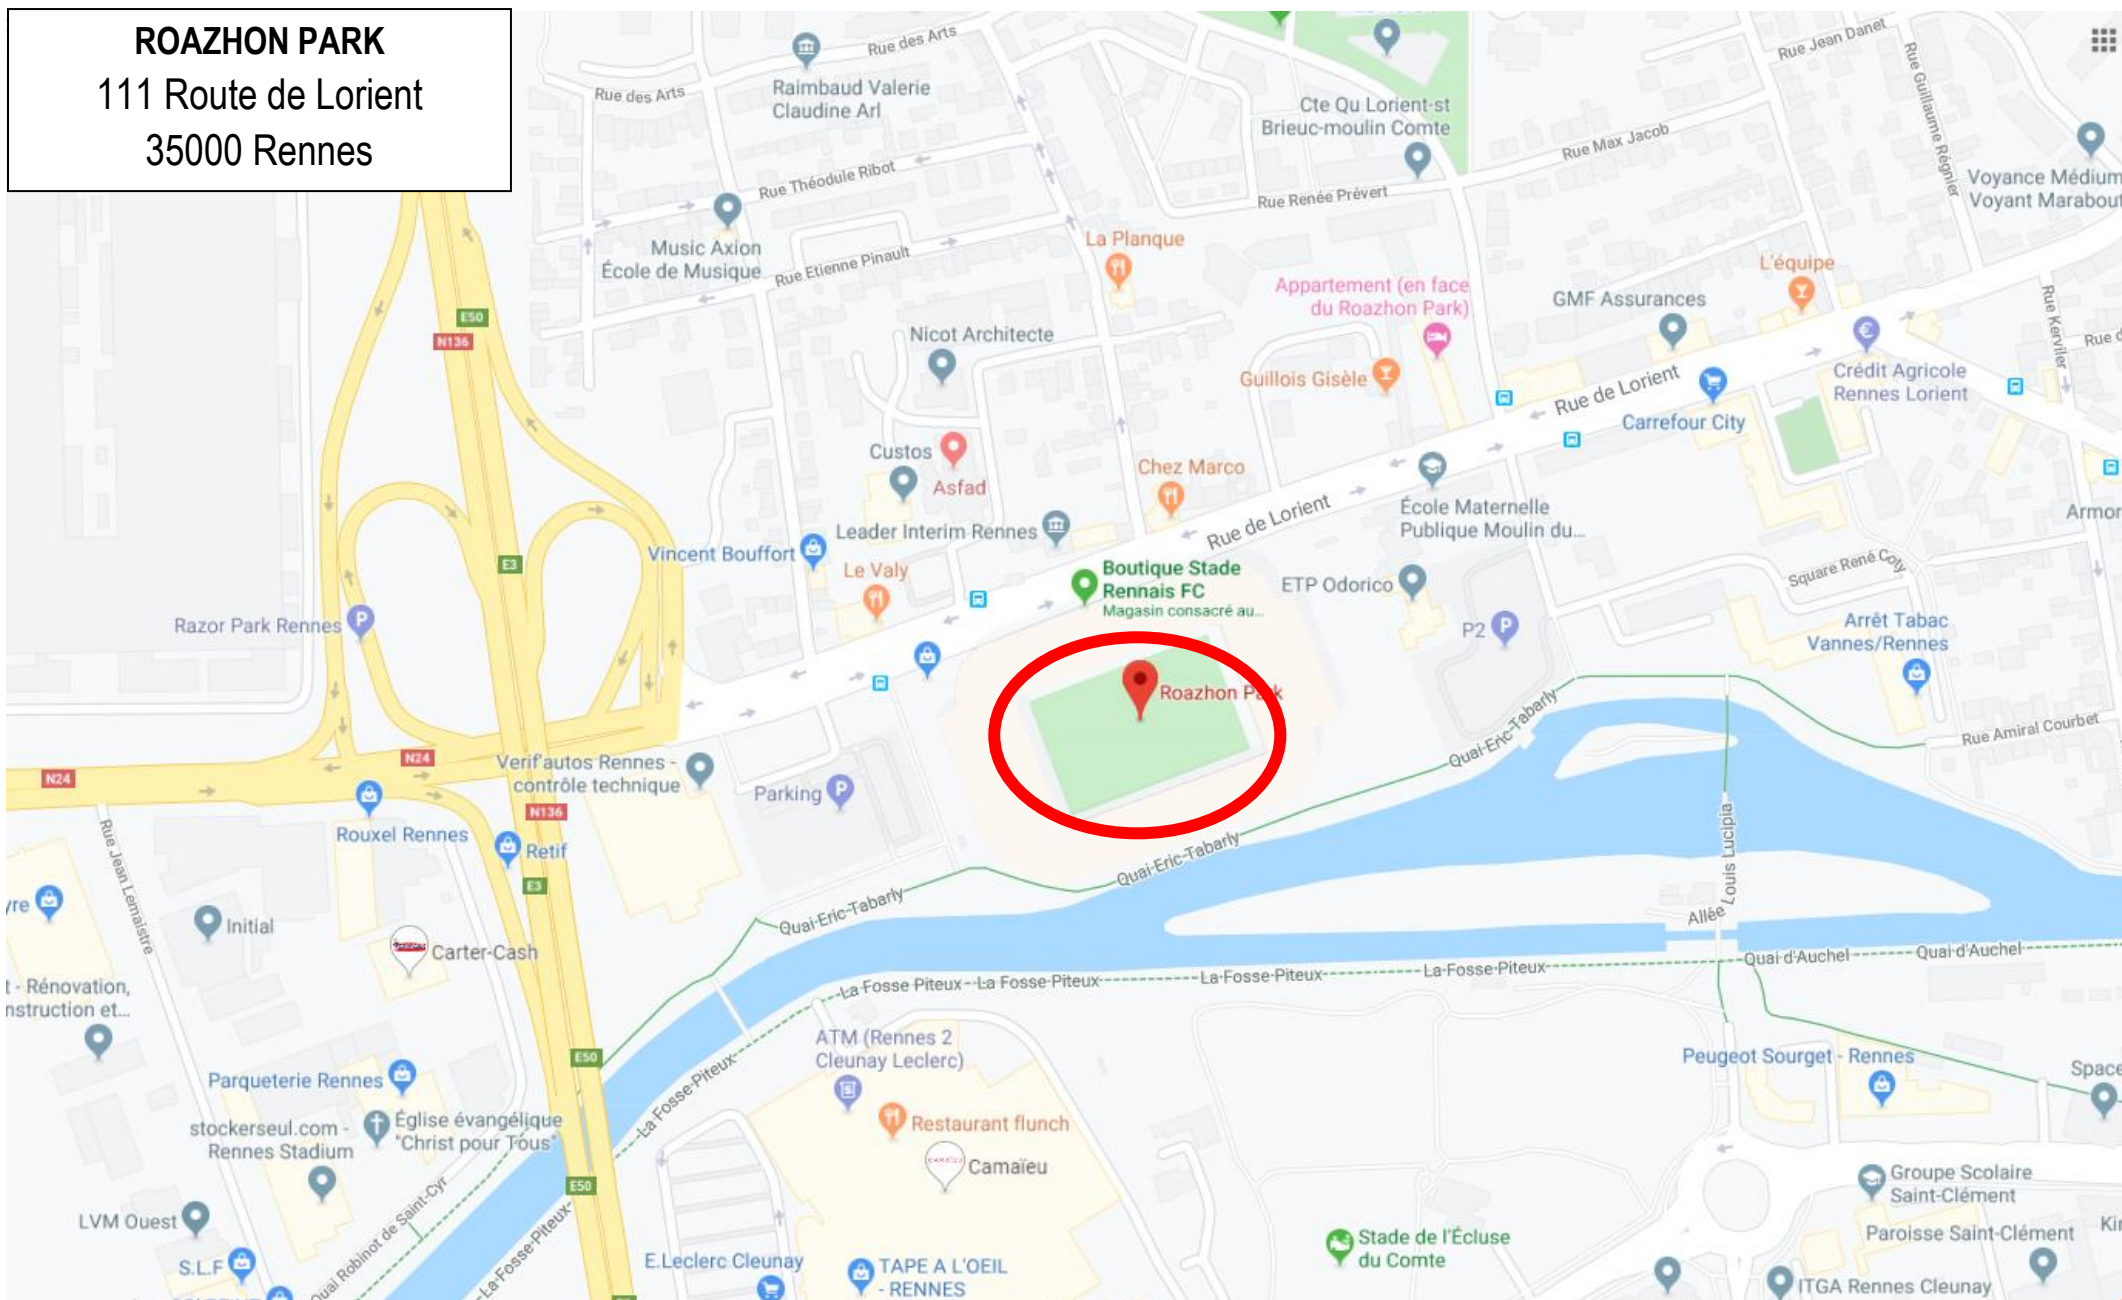 ROAZHON PARK
111 Route de Lorient
35000 Rennes
Rue des Arts
Rue des Arts
Raimbaud Valerie
Claudine Arl
Cte Qu Lorient-st
Brieuc-moulin Comte
Rue Jean Danet
Rue Guillaume Régnier
Rue Max Jacob
Voyance Médium
Voyant Marabout
Rue Théodule Ribot
Rue Renée Prévert
Music Axion
École de Musique
Rue Etienne Pinault
La Planque
Appartement (en face
du Roazhon Park)
L'équipe
GMF Assurances
Rue Kerviler
E50
N136
Nicot Architecte
Guillois Gisèle
Rue de Lorient
Crédit Agricole
Rennes Lorient
Carrefour City
Custos
Asfad
Chez Marco
Leader Interim Rennes
Rue de Lorient
École Maternelle
Publique Moulin du...
Armor
Vincent Bouffort
E3
Le Valy
Boutique Stade
Rennais FC
Magasin consacré au...
ETP Odorico
Square René Coty
Razor Park Rennes
P2
Arrêt Tabac
Vannes/Rennes
Roazhon Park
Quai-Eric-Tabarly
Rue Amiral Courbet
N24
N24
Verif'autos Rennes -
contrôle technique
Parking
N136
Rouxel Rennes
Retif
Rue Jean Lemaistre
Quai-Eric-Tabarly
Allée Louis Lucipia
E3
Quai-Eric-Tabarly
Initial
Carter-Cash
Quai d'Auchel
Quai d'Auchel
La Fosse Piteux
La Fosse-Piteux
La Fosse-Piteux
La Fosse-Piteux
t - Rénovation,
nstruction et...
ATM (Rennes 2
Cleunay Leclerc)
E50
La-Fosse-Piteux
Peugeot Sourget - Rennes
Space
Parqueterie Rennes
Église évangélique
"Christ pour Tous"
stockerseul.com -
Rennes Stadium
Restaurant flunch
CAMAÏEU
Camaïeu
E50
Groupe Scolaire
Saint-Clément
LVM Ouest
Quai Robinot de Saint-Cyr
La-Fosse-Piteux
Stade de l'Écluse
du Comte
Paroisse Saint-Clément
S.L.F
E.Leclerc Cleunay
TAPE A L'OEIL
- RENNES
ITGA Rennes Cleunay